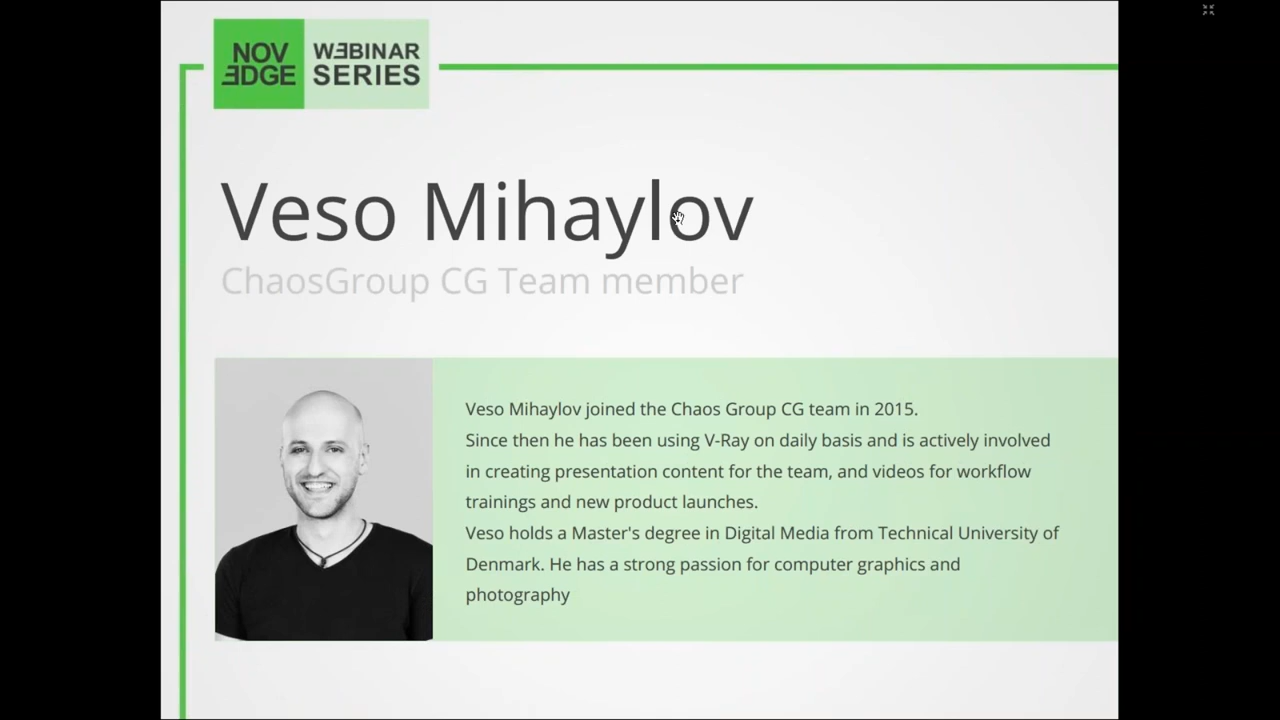 NOV
EDGE
WEBINAR
SERIES
Veso Mihaylov
ChaosGroup CG Team member
Veso Mihaylov joined the Chaos Group CG team in 2015.
Since then he has been using V-Ray on daily basis and is actively involved
in creating presentation content for the team, and videos for workflow
trainings and new product launches.
Veso holds a Master's degree in Digital Media from Technical University of
Denmark. He has a strong passion for computer graphics and
photography